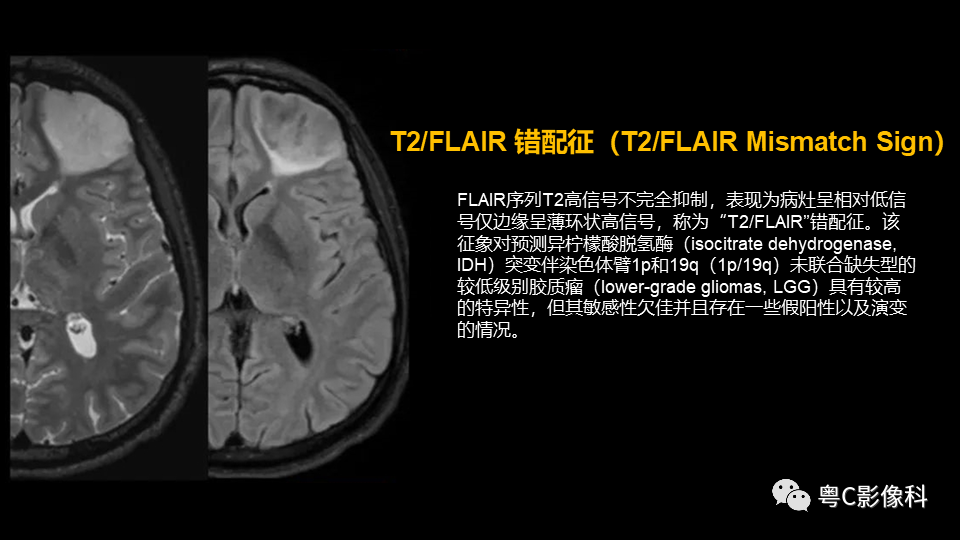 T2/FLAIR 错配征（T2/FLAIR Mismatch Sign）
FLAIR序列T2高信号不完全抑制，表现为病灶呈相对低信
号仅边缘呈薄环状高信号，称为“T2/FLAIR”错配征。该
征象对预测异柠檬酸脱氢酶（isocitrate dehydrogenase,
IDH）突变伴染色体臂1p和19q（1p/19q）未联合缺失型的
较低级别胶质瘤（lower-grade gliomas, LGG）具有较高
的特异性，但其敏感性欠佳并且存在一些假阳性以及演变
的情况。
粤C影像科